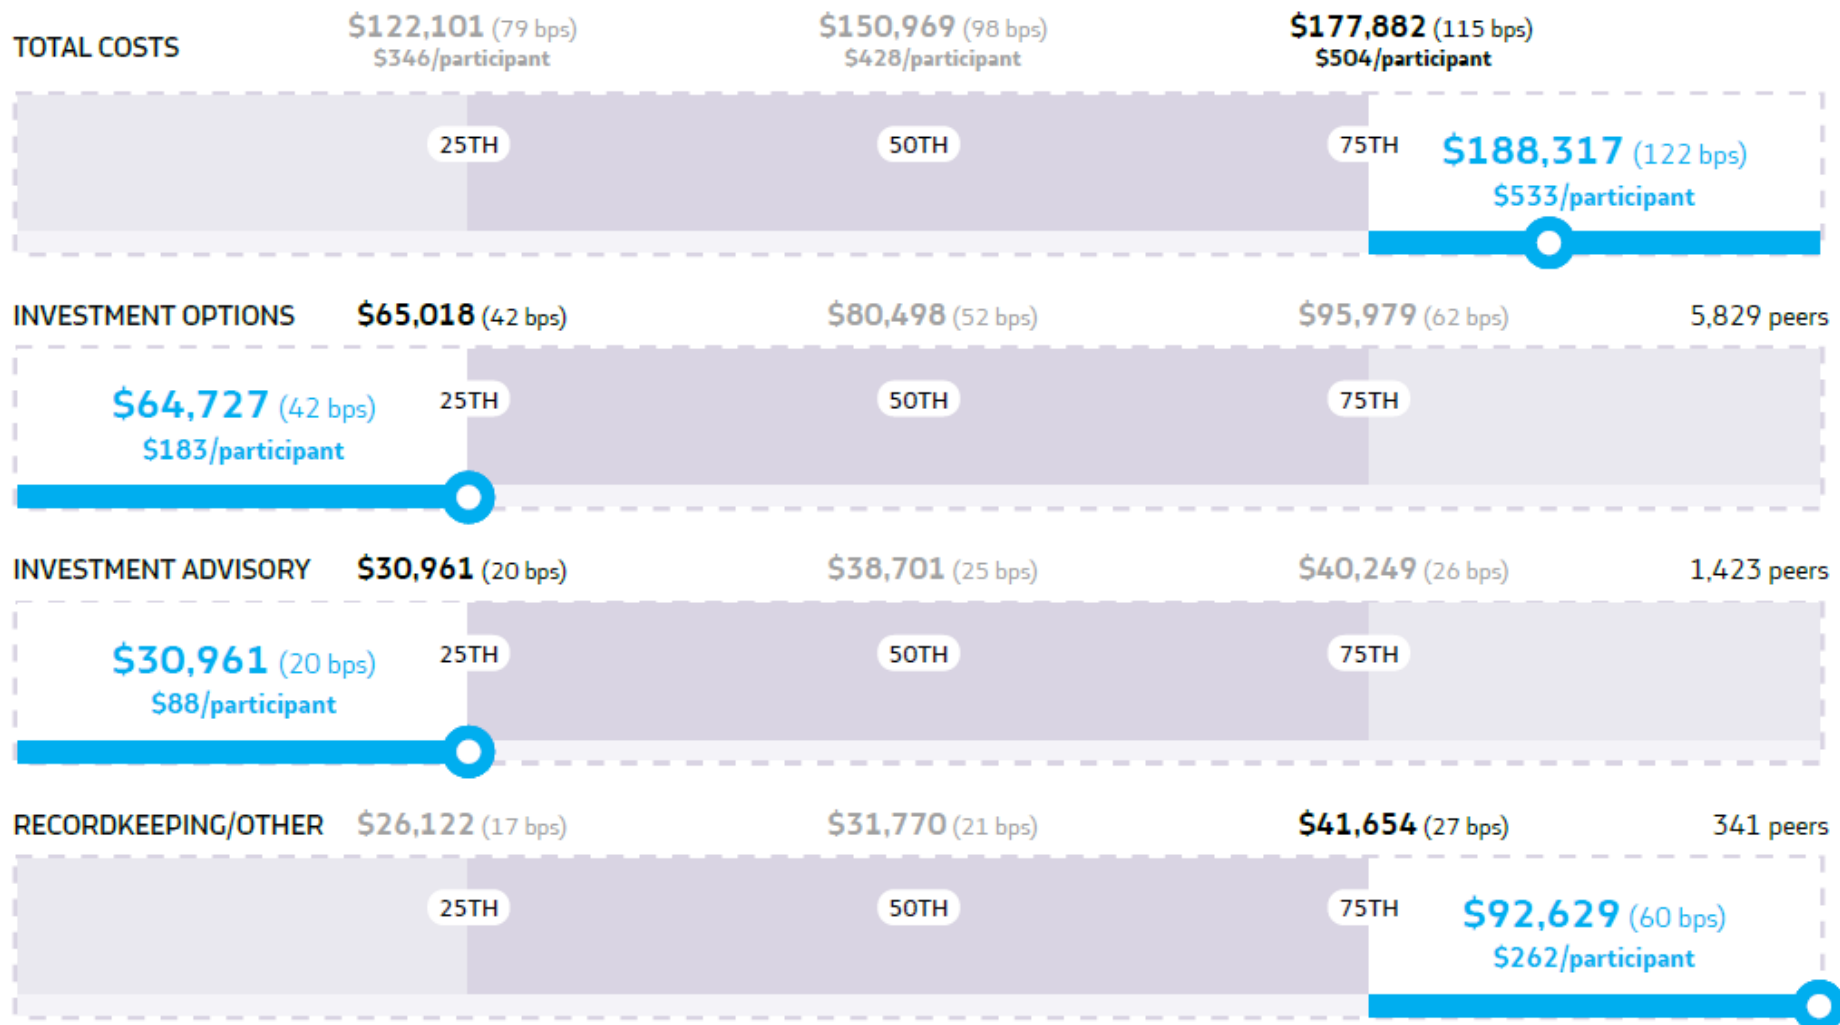 TOTAL COSTS
$122,101 (79 bps)
$346/participant
$150,969 (98 bps)
$428/participant
$177,882 (115 bps)
$504/participant
25TH
50TH
75TH
$188,317 (122 bps)
$533/participant
INVESTMENT OPTIONS
$65,018 (42 bps)
$80,498 (52 bps)
$95,979 (62 bps)
5,829 peers
$64,727 (42 bps)
$183/participant
25TH
50TH
75TH
INVESTMENT ADVISORY
$30,961 (20 bps)
$38,701 (25 bps)
$40,249 (26 bps)
1,423 peers
$30,961 (20 bps)
$88/participant
25TH
50TH
75TH
RECORDKEEPING/OTHER
$26,122 (17 bps)
$31,770 (21 bps)
$41,654 (27 bps)
341 peers
25TH
50TH
75TH
$92,629 (60 bps)
$262/participant